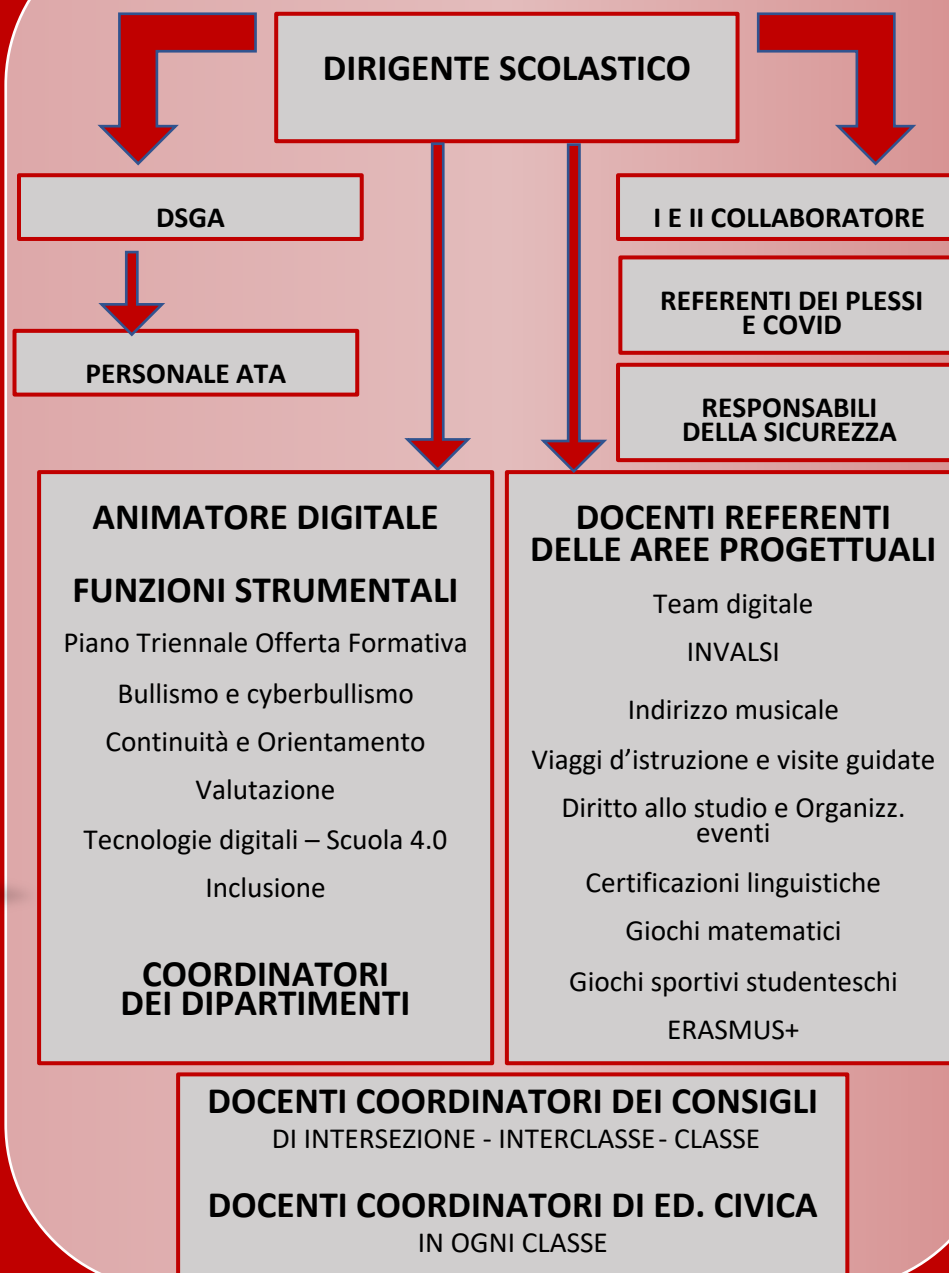 DIRIGENTE SCOLASTICO
DSGA
PERSONALE ATA
I E II COLLABORATORE
REFERENTI DEI PLESSI
E COVID
RESPONSABILI
DELLA SICUREZZA
ANIMATORE DIGITALE
FUNZIONI STRUMENTALI
Piano Triennale Offerta Formativa
Bullismo e cyberbullismo
Continuità e Orientamento
Valutazione
Tecnologie digitali – Scuola 4.0
Inclusione
COORDINATORI
DEI DIPARTIMENTI
DOCENTI REFERENTI
DELLE AREE PROGETTUALI
Team digitale
INVALSI
Indirizzo musicale
Viaggi d’istruzione e visite guidate
Diritto allo studio e Organizz.
eventi
Certificazioni linguistiche
Giochi matematici
Giochi sportivi studenteschi
ERASMUS+
DOCENTI COORDINATORI DEI CONSIGLI
DI INTERSEZIONE - INTERCLASSE - CLASSE
DOCENTI COORDINATORI DI ED. CIVICA
IN OGNI CLASSE